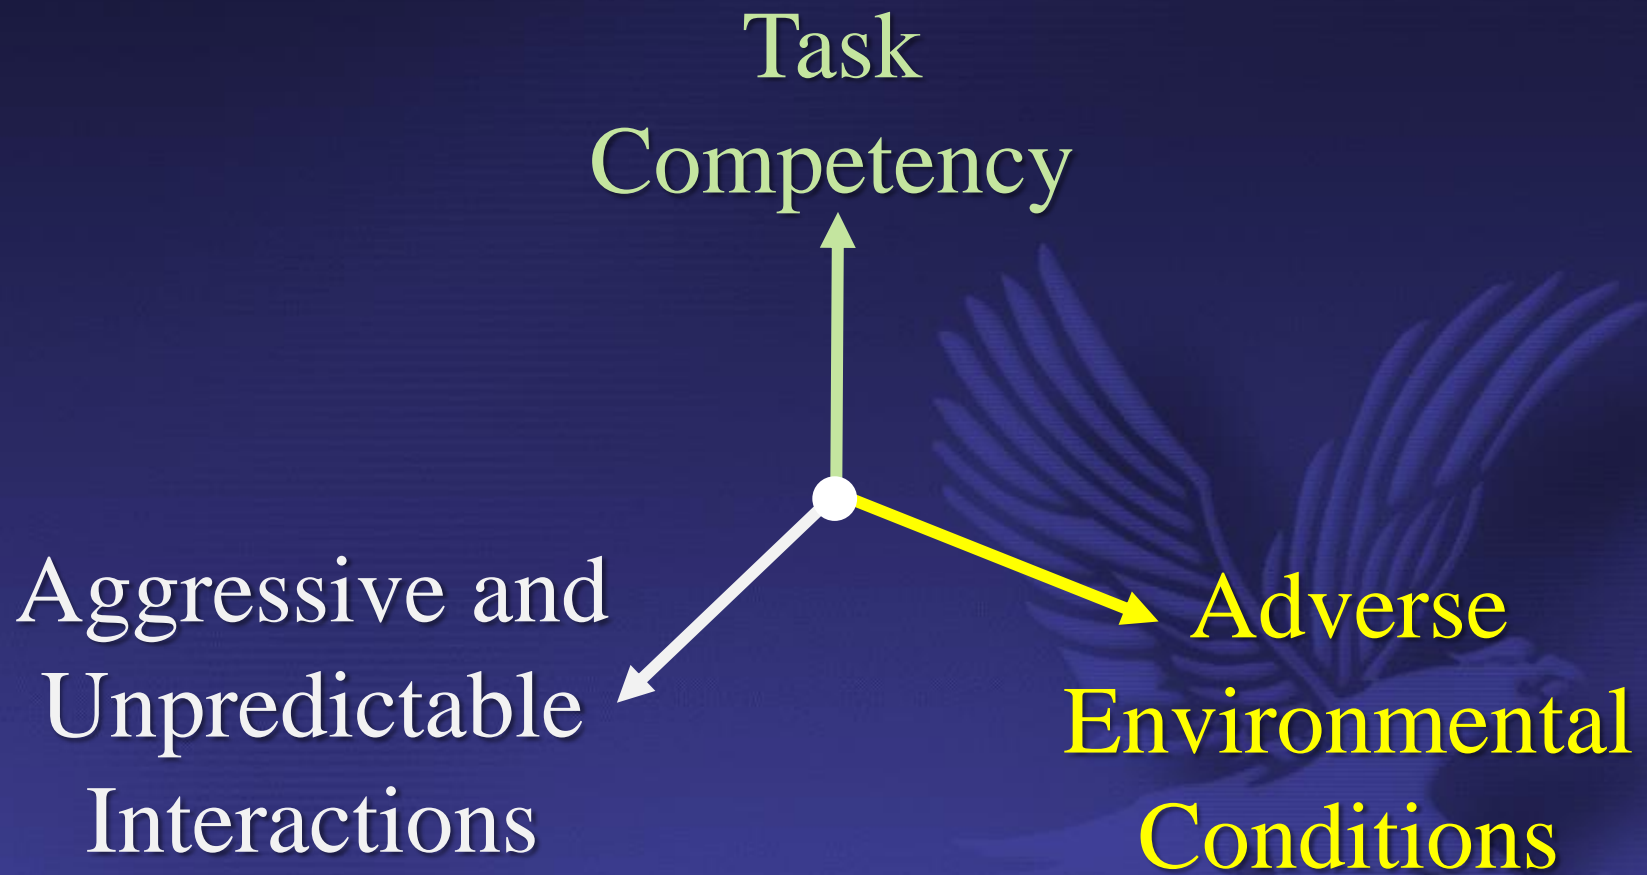 Task
Competency
Aggressive and
Unpredictable
Interactions
Adverse
Environmental
Conditions